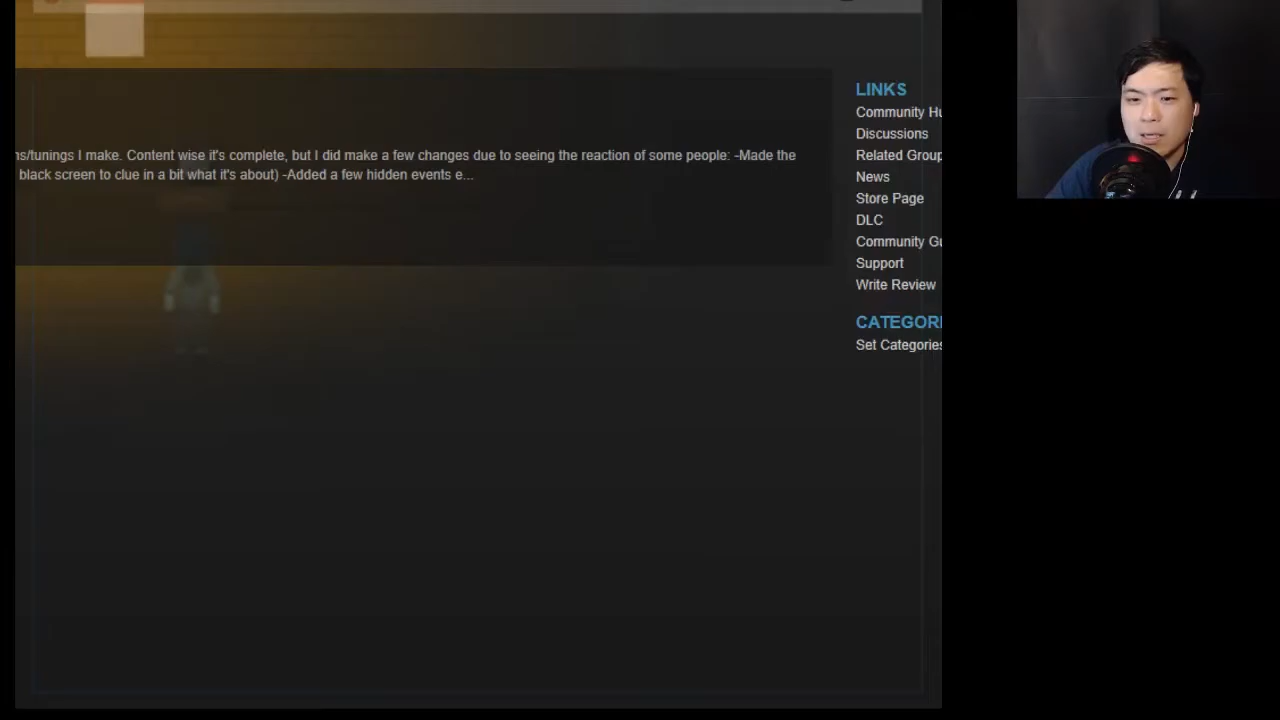 LINKS
Community Hu
Discussions
ns/tunings I make. Content wise it's complete, but I did make a few changes due to seeing the reaction of some people: -Made the
Related Group
black screen to clue in a bit what it's about) -Added a few hidden events e...
News
Store Page
DLC
Community Gu
Support
Write Review
CATEGORI
Set Categories